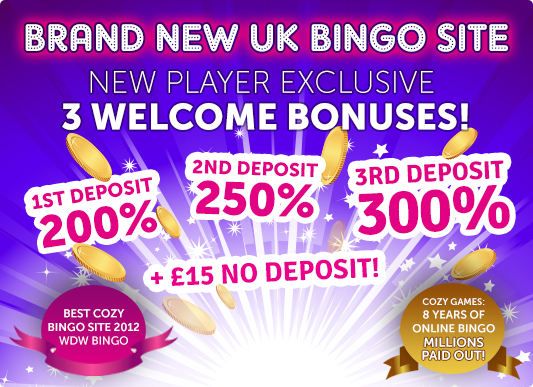 BRAND NEW UK BINGO SITE
NEW PLAYER EXCLUSIVE
3 WELCOME BONUSES!
1ST DEPOSIT
200%
2ND DEPOSIT
250%
3RD DEPOSIT
300%
+ £15 NO DEPOSIT!
BEST COZY
BINGO SITE 2012
WDW BINGO
COZY GAMES:
8 YEARS OF
ONLINE BINGO
MILLIONS
PAID OUT!